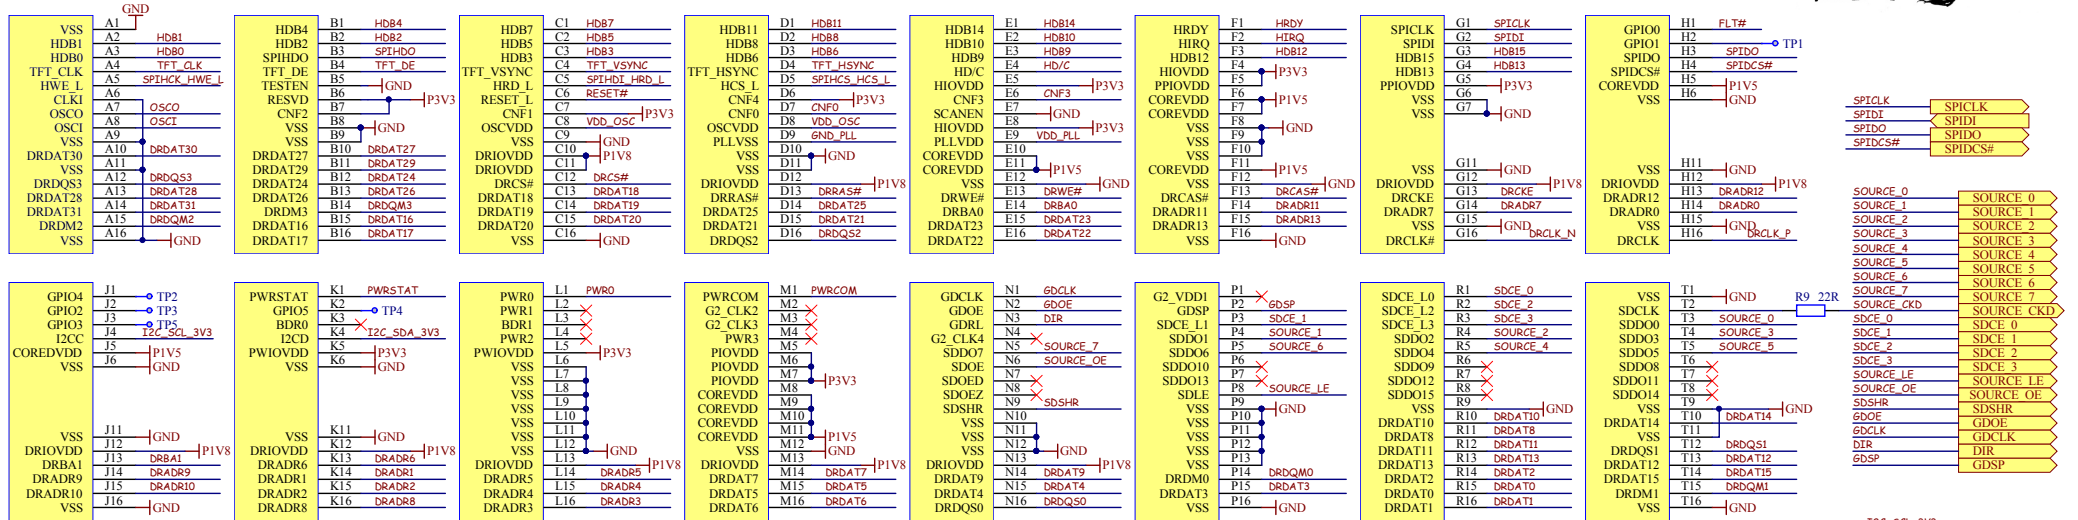 GND
VSS A1
HDB1 A2 HDB1
HDB0 A3 HDB0
TFT_CLK A4 TFT_CLK
HWE_L A5 SPIHCK_HWE_L
CLKI A6
OSCO A7 OSCO
OSCI A8 OSCI
VSS A9
DRDAT30 A10 DRDAT30
VSS A11
DRDQS3 A12 DRDQS3
DRDAT28 A13 DRDAT28
DRDAT31 A14 DRDAT31
DRDM2 A15 DRDQM2
VSS A16 GND
HDB4 B1 HDB4
HDB2 B2 HDB2
SPIHDO B3 SPIHDO
TFT_DE B4 TFT_DE
TESTEN B5 GND
RESVD B6 P3V3
CNF2 B7
VSS B8 GND
VSS B9
DRDAT27 B10 DRDAT27
DRDAT29 B11 DRDAT29
DRDAT24 B12 DRDAT24
DRDAT26 B13 DRDAT26
DRDM3 B14 DRDQM3
DRDAT16 B15 DRDAT16
DRDAT17 B16 DRDAT17
HDB7 C1 HDB7
HDB5 C2 HDB5
HDB3 C3 HDB3
TFT_VSYNC C4 TFT_VSYNC
HRD_L C5 SPIHDI_HRD_L
RESET_L C6 RESET#
CNF1 C7 P3V3
OSCVDD C8 VDD_OSC
VSS C9 GND
DRIOVDD C10 P1V8
DRIOVDD C11
DRCS# C12 DRCS#
DRDAT18 C13 DRDAT18
DRDAT19 C14 DRDAT19
DRDAT20 C15 DRDAT20
VSS C16 GND
HDB11 D1 HDB11
HDB8 D2 HDB8
HDB6 D3 HDB6
TFT_HSYNC D4 TFT_HSYNC
HCS_L D5 SPIHCS_HCS_L
CNF4 D6 P3V3
CNF0 D7 CNF0
OSCVDD D8 VDD_OSC
PLLVSS D9 GND_PLL
VSS D10 GND
VSS D11
DRIOVDD D12 P1V8
DRRAS# D13 DRRAS#
DRDAT25 D14 DRDAT25
DRDAT21 D15 DRDAT21
DRDQS2 D16 DRDQS2
HDB14 E1 HDB14
HDB10 E2 HDB10
HDB9 E3 HDB9
HD/C E4 HD/C
HIOVDD E5 P3V3
CNF3 E6 CNF3
SCANEN E7 GND
HIOVDD E8 P3V3
PLLVDD E9 VDD_PLL
COREVDD E10
COREVDD E11 P1V5
VSS E12 GND
DRWE# E13 DRWE#
DRBA0 E14 DRBA0
DRDAT23 E15 DRDAT23
DRDAT22 E16 DRDAT22
HRDY F1 HRDY
HIRQ F2 HIRQ
HDB12 F3 HDB12
HIOVDD F4 P3V3
PPIOVDD F5
COREVDD F6 P1V5
COREVDD F7
VSS F8 GND
VSS F9
VSS F10
COREVDD F11 P1V5
VSS F12 GND
DRCAS# F13 DRCAS#
DRADR11 F14 DRADR11
DRADR13 F15 DRADR13
VSS F16 GND
SPICLK G1 SPICLK
SPIDI G2 SPIDI
HDB15 G3 HDB15
HDB13 G4 HDB13
PPIOVDD G5 P3V3
VSS G6
VSS G7 GND
VSS G11 GND
DRIOVDD G12 P1V8
DRCKE G13 DRCKE
DRADR7 G14 DRADR7
VSS G15 GND
DRCLK# G16 DRCLK_N
GPIO0 H1 FLT#
GPIO1 H2 TP1
SPIDO H3 SPIDO
SPIDCS# H4 SPIDCS#
COREVDD H5 P1V5
VSS H6 GND
VSS H11 GND
DRIOVDD H12 P1V8
DRADR12 H13 DRADR12
DRADR0 H14 DRADR0
VSS H15 GND
DRCLK H16 DRCLK_P
SPICLK SPICLK
SPIDI SPIDI
SPIDO SPIDO
SPIDCS# SPIDCS#
GPIO4 J1 TP2
GPIO2 J2 TP3
GPIO3 J3 TP5
I2CC J4 I2C_SCL_3V3
COREDVDD J5 P1V5
VSS J6 GND
VSS J11 GND
DRIOVDD J12 P1V8
DRBA1 J13 DRBA1
DRADR9 J14 DRADR9
DRADR10 J15 DRADR10
VSS J16 GND
PWRSTAT K1 PWRSTAT
GPIO5 K2 TP4
BDR0 K3
I2CD K4 I2C_SDA_3V3
PWIOVDD K5 P3V3
VSS K6 GND
VSS K11 GND
DRIOVDD K12 P1V8
DRADR6 K13 DRADR6
DRADR1 K14 DRADR1
DRADR2 K15 DRADR2
DRADR8 K16 DRADR8
PWR0 L1 PWR0
PWR1 L2
BDR1 L3
PWR2 L4
PWIOVDD L5 P3V3
VSS L6
VSS L7
VSS L8
VSS L9
VSS L10
VSS L11
VSS L12 GND
DRIOVDD L13 P1V8
DRADR5 L14 DRADR5
DRADR4 L15 DRADR4
DRADR3 L16 DRADR3
PWRCOM M1 PWRCOM
G2_CLK2 M2
G2_CLK3 M3
PWR3 M4
PIOVDD M5
PIOVDD M6
PIOVDD M7 P3V3
COREVDD M8
COREVDD M9
COREVDD M10
COREVDD M11 P1V5
VSS M12 GND
DRIOVDD M13 P1V8
DRDAT7 M14 DRDAT7
DRDAT5 M15 DRDAT5
DRDAT6 M16 DRDAT6
GDCLK N1 GDCLK
GDOE N2 GDOE
GDRL N3 DIR
G2_CLK4 N4
SDDO7 N5 SOURCE_7
SDOE N6 SOURCE_OE
SDOED N7
SDOEZ N8
SDSHR N9 SDSHR
VSS N10
VSS N11
VSS N12 GND
DRIOVDD N13 P1V8
DRDAT9 N14 DRDAT9
DRDAT4 N15 DRDAT4
DRDQS0 N16 DRDQS0
G2_VDD1 P1
GDSP P2 GDSP
SDCE_L1 P3 SDCE_1
SDDO1 P4 SOURCE_1
SDDO6 P5 SOURCE_6
SDDO10 P6
SDDO13 P7
SDLE P8 SOURCE_LE
VSS P9 GND
VSS P10
VSS P11
VSS P12
VSS P13
DRDM0 P14 DRDQM0
DRDAT3 P15 DRDAT3
VSS P16 GND
SDCE_L0 R1 SDCE_0
SDCE_L2 R2 SDCE_2
SDCE_L3 R3 SDCE_3
SDDO2 R4 SOURCE_2
SDDO4 R5 SOURCE_4
SDDO9 R6
SDDO12 R7
SDDO15 R8
VSS R9 GND
DRDAT10 R10 DRDAT10
DRDAT8 R11 DRDAT8
DRDAT11 R12 DRDAT11
DRDAT13 R13 DRDAT13
DRDAT2 R14 DRDAT2
DRDAT0 R15 DRDAT0
DRDAT1 R16 DRDAT1
VSS T1 GND
SDCLK T2 R9 22R
SDDO0 T3 SOURCE_0
SDDO3 T4 SOURCE_3
SDDO5 T5 SOURCE_5
SDDO8 T6
SDDO11 T7
SDDO14 T8
VSS T9 GND
DRDAT14 T10 DRDAT14
VSS T11
DRDQS1 T12 DRDQS1
DRDAT12 T13 DRDAT12
DRDAT15 T14 DRDAT15
DRDM1 T15 DRDQM1
VSS T16 GND
SOURCE_0 SOURCE 0
SOURCE_1 SOURCE 1
SOURCE_2 SOURCE 2
SOURCE_3 SOURCE 3
SOURCE_4 SOURCE 4
SOURCE_5 SOURCE 5
SOURCE_6 SOURCE 6
SOURCE_7 SOURCE 7
SOURCE_CKD SOURCE CKD
SDCE_0 SDCE 0
SDCE_1 SDCE 1
SDCE_2 SDCE 2
SDCE_3 SDCE 3
SOURCE_LE SOURCE LE
SOURCE_OE SOURCE OE
SDSHR SDSHR
GDOE GDOE
GDCLK GDCLK
DIR DIR
GDSP GDSP